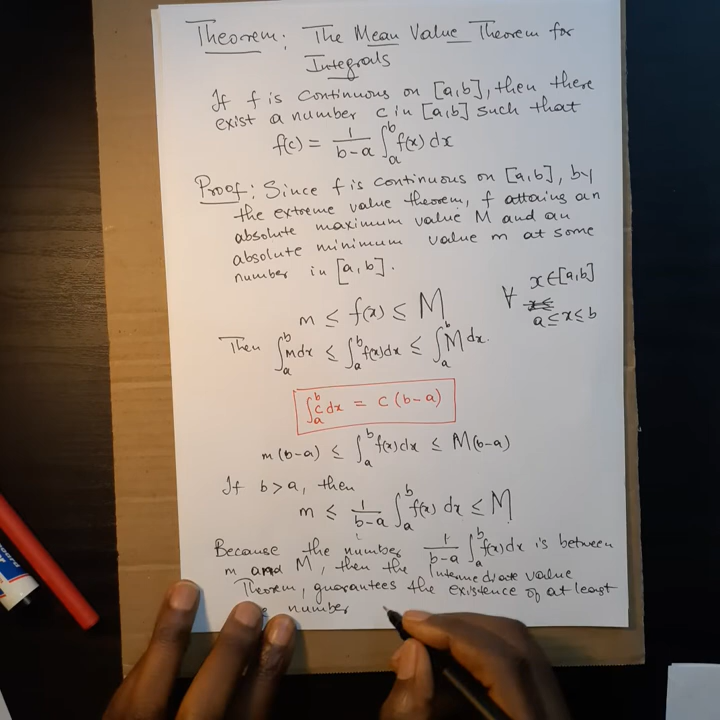 Theorem: The Mean Value Theorem for
Integrals
If f is continuous on [a,b], then there
exist a number c in [a,b] such that
f(c) = 1/(b-a) ∫_a^b f(x) dx
Proof: Since f is continuous on [a,b], by
the extreme value theorem, f attains an
absolute maximum value M and an
absolute minimum value m at some
number in [a,b].
m ≤ f(x) ≤ M ∀ x∈[a,b]
x≤
a≤x≤b
Then ∫_a^b m dx ≤ ∫_a^b f(x) dx ≤ ∫_a^b M dx.
∫_a^b c dx = c (b-a)
m(b-a) ≤ ∫_a^b f(x) dx ≤ M(b-a)
If b>a, then
m ≤ 1/(b-a) ∫_a^b f(x) dx ≤ M
Because the number 1/(b-a) ∫_a^b f(x) dx is between
m and M, then the Intermediate value
Theorem, guarantees the existence of at least
number